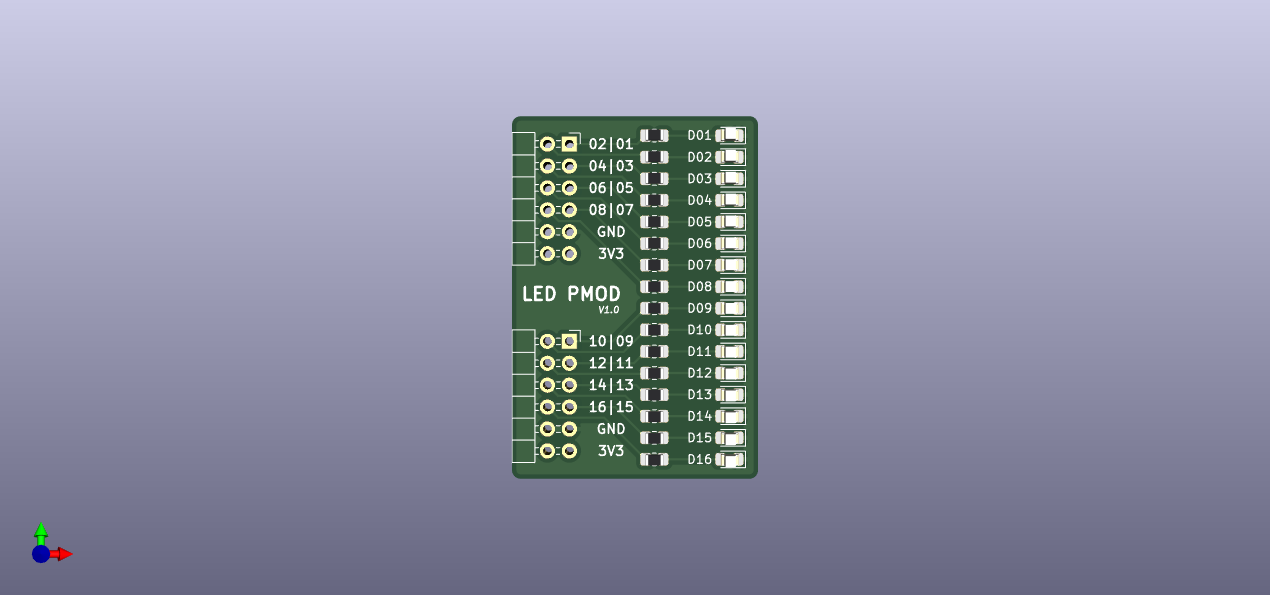 02|01
04|03
06|05
08|07
GND
3V3
LED PMOD
V1.0
10|09
12|11
14|13
16|15
GND
3V3
D01
D02
D03
D04
D05
D06
D07
D08
D09
D10
D11
D12
D13
D14
D15
D16